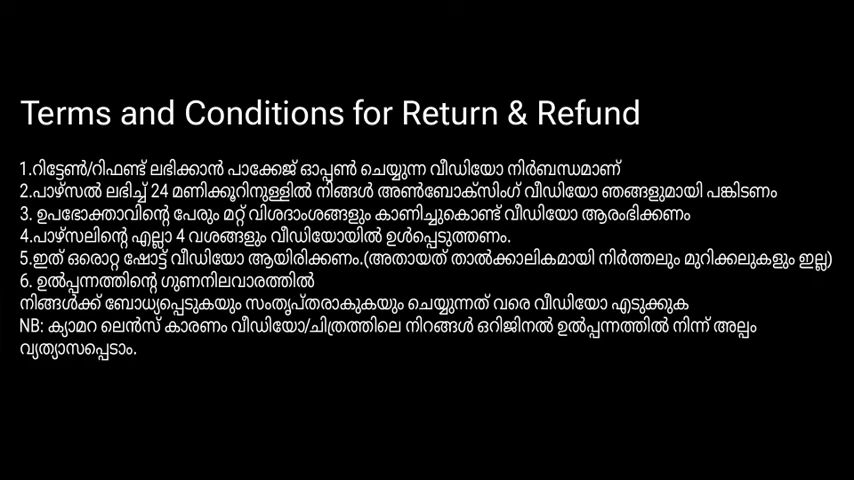 Terms and Conditions for Return & Refund
1.റിട്ടേൺ/റിഫണ്ട് ലഭിക്കാൻ പാക്കേജ് ഓപ്പൺ ചെയ്യുന്ന വീഡിയോ നിർബന്ധമാണ്
2.പാഴ്സൽ ലഭിച്ച് 24 മണിക്കൂറിനുള്ളിൽ നിങ്ങൾ അൺബോക്സിംഗ് വീഡിയോ ഞങ്ങളുമായി പങ്കിടണം
3. ഉപഭോക്താവിന്റെ പേരും മറ്റ് വിശദാംശങ്ങളും കാണിച്ചുകൊണ്ട് വീഡിയോ ആരംഭിക്കണം
4.പാഴ്സലിന്റെ എല്ലാ 4 വശങ്ങളും വീഡിയോയിൽ ഉൾപ്പെടുത്തണം.
5.ഇത് ഒരൊറ്റ ഷോട്ട് വീഡിയോ ആയിരിക്കണം.(അതായത് താൽക്കാലികമായി നിർത്തലും മുറിക്കലുകളും ഇല്ല)
6. ഉൽപ്പന്നത്തിന്റെ ഗുണനിലവാരത്തിൽ
നിങ്ങൾക്ക് ബോധ്യപ്പെടുകയും സംതൃപ്തരാകുകയും ചെയ്യുന്നത് വരെ വീഡിയോ എടുക്കുക
NB: ക്യാമറ ലെൻസ് കാരണം വീഡിയോ/ചിത്രത്തിലെ നിറങ്ങൾ ഒറിജിനൽ ഉൽപ്പന്നത്തിൽ നിന്ന് അല്പം
വ്യത്യാസപ്പെടാം.